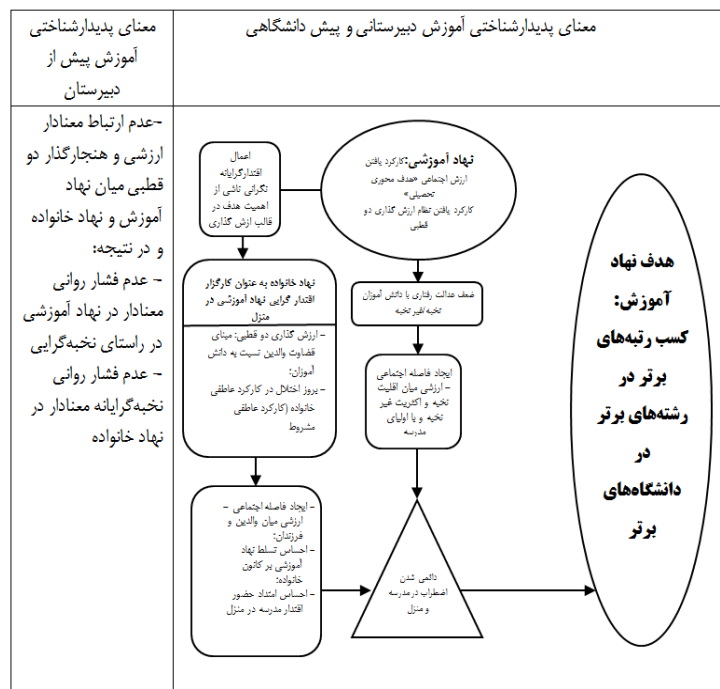 معنای پدیدارشناختی آموزش دبیرستانی و پیش دانشگاهی
معنای پدیدارشناختی
آموزش پیش از
دبیرستان
-عدم ارتباط معنادار
ارزشی و هنجارگذار دو
قطبی میان نهاد
آموزش و نهاد خانواده
و در نتیجه:
- عدم فشار روانی
معنادار در نهاد آموزشی
در راستای نخبه‌گرایی
- عدم فشار روانی
نخبه‌گرایانه معنادار در
نهاد خانواده
نهاد آموزشی:کارکرد یافتن
ارزش اجتماعی «هدف محوری
تحصیلی»
کارکرد یافتن نظام ارزش گذاری دو
قطبی
اعمال
اقتدارگرایانه
نگرانی ناشی از
اهمیت هدف در
قالب ازش گذاری
نهاد خانواده به عنوان کارگزار
اقتدار گرایی نهاد آموزشی در
منزل
- ارزش گذاری دو قطبی: مبنای
قضاوت والدین نسبت به دانش
آموزان:
- بروز اختلال در کارکرد عاطفی
خانواده (کارکرد عاطفی
مشروط
ضعف عدالت رفتاری با دانش آموزان
نخبه/غیر نخبه
ایجاد فاصله اجتماعی
- ارزشی میان اقلیت
نخبه و اکثریت غیر
نخبه و با اولیای
مدرسه
- ایجاد فاصله اجتماعی -
ارزشی میان والدین و
فرزندان:
- احساس تسلط نهاد
آموزشی بر کانون
خانواده:
- احساس امتداد حضور
اقتدار مدرسه در منزل
دائمی شدن
اضطراب در مدرسه
و منزل
هدف نهاد
آموزش:
کسب رتبه‌های
برتر در
رشته‌های برتر
در
دانشگاه‌های
برتر